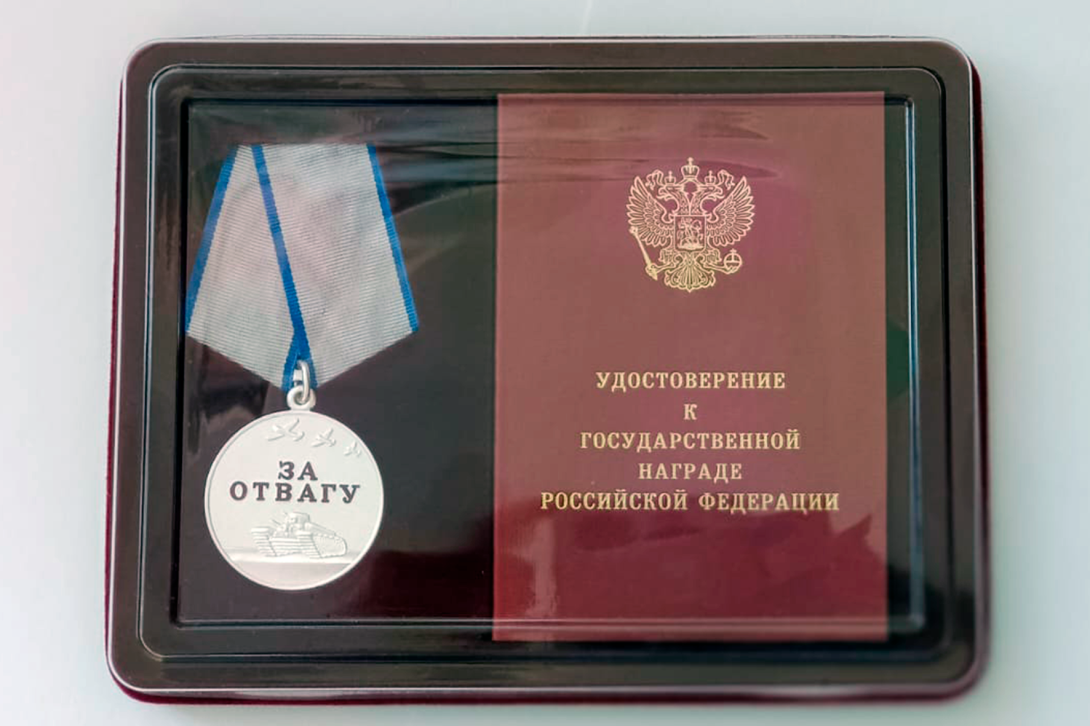 ЗА
ОТВАГУ
УДОСТОВЕРЕНИЕ
К
ГОСУДАРСТВЕННОЙ
НАГРАДЕ
РОССИЙСКОЙ ФЕДЕРАЦИИ